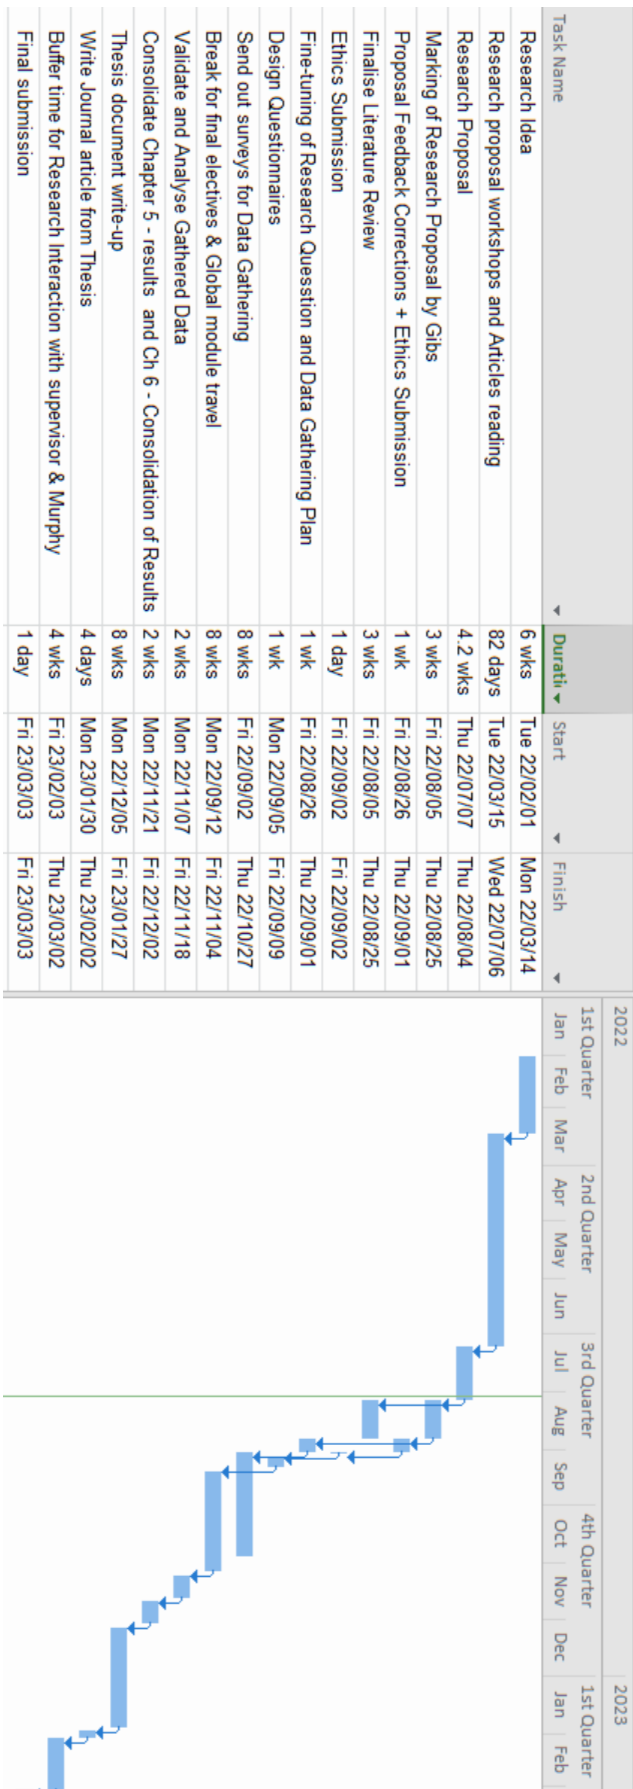 2022 2023
1st Quarter 2nd Quarter 3rd Quarter 4th Quarter 1st Quarter
Task Name Durati Start Finish Jan Feb Mar Apr May Jun Jul Aug Sep Oct Nov Dec Jan Feb
Research Idea 6 wks Tue 22/02/01 Mon 22/03/14
Research proposal workshops and Articles reading 82 days Tue 22/03/15 Wed 22/07/06
Research Proposal 4.2 wks Thu 22/07/07 Thu 22/08/04
Marking of Research Proposal by Gibs 3 wks Fri 22/08/05 Thu 22/08/25
Proposal Feedback Corrections + Ethics Submission 1 wk Fri 22/08/26 Thu 22/09/01
Finalise Literature Review 3 wks Fri 22/08/05 Thu 22/08/25
Ethics Submission 1 day Fri 22/09/02 Fri 22/09/02
Fine-tuning of Research Quesstion and Data Gathering Plan 1 wk Fri 22/08/26 Thu 22/09/01
Design Questionnaires 1 wk Mon 22/09/05 Fri 22/09/09
Send out surveys for Data Gathering 8 wks Fri 22/09/02 Thu 22/10/27
Break for final electives & Global module travel 8 wks Mon 22/09/12 Fri 22/11/04
Validate and Analyse Gathered Data 2 wks Mon 22/11/07 Fri 22/11/18
Consolidate Chapter 5 - results and Ch 6 - Consolidation of Results 2 wks Mon 22/11/21 Fri 22/12/02
Thesis document write-up 8 wks Mon 22/12/05 Fri 23/01/27
Write Journal article from Thesis 4 days Mon 23/01/30 Thu 23/02/02
Buffer time for Research Interaction with supervisor & Murphy 4 wks Fri 23/02/03 Thu 23/03/02
Final submission 1 day Fri 23/03/03 Fri 23/03/03